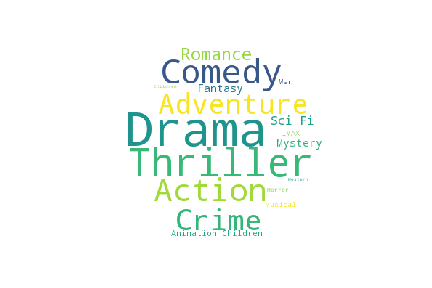 Romance
Comedy
War
Children
Fantasy
Adventure
Drama
Sci Fi
IMAX
Mystery
Thriller
Western
Action
Horror
Musical
Crime
Animation Children